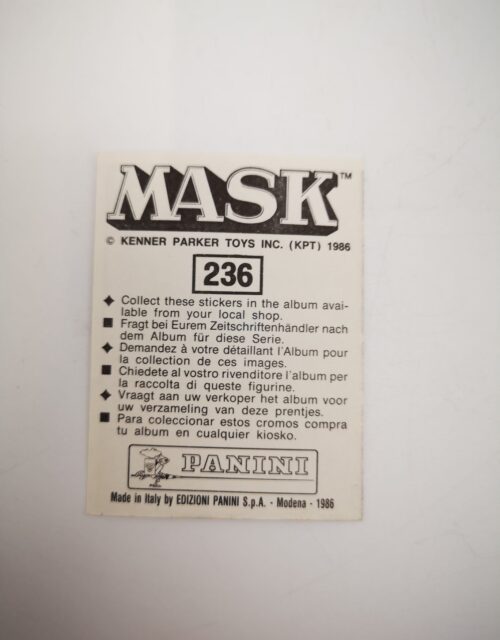 MASK™
© KENNER PARKER TOYS INC. (KPT) 1986
236
◆ Collect these stickers in the album avai-
lable from your local shop.
■ Fragt bei Eurem Zeitschriftenhändler nach
dem Album für diese Serie.
◆ Demandez à votre détaillant l'Album pour
la collection de ces images.
■ Chiedete al vostro rivenditore l'album per
la raccolta di queste figurine.
◆ Vraagt aan uw verkoper het album voor
uw verzameling van deze prentjes.
■ Para coleccionar estos cromos compra
tu album en cualquier kiosko.
PANINI
Made in Italy by EDIZIONI PANINI S.p.A. - Modena - 1986